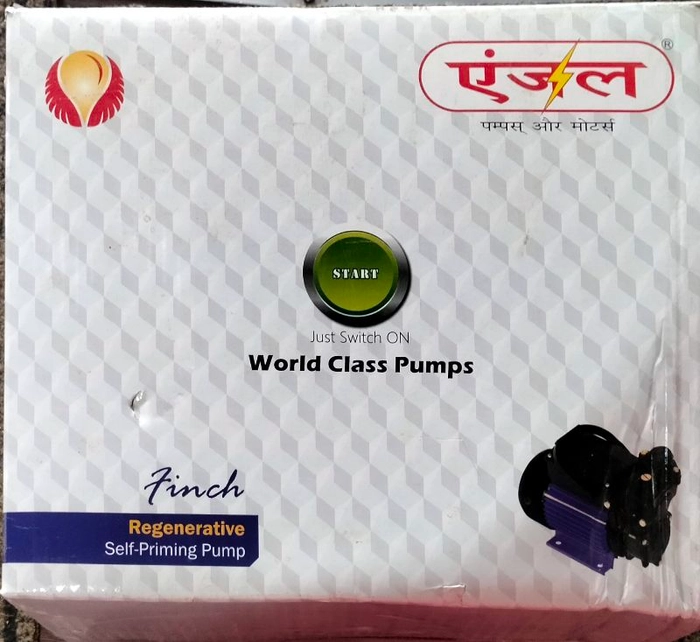 एंजल ®
पम्पस् और मोटर्स
START
Just Switch ON
World Class Pumps
Finch
Regenerative
Self-Priming Pump